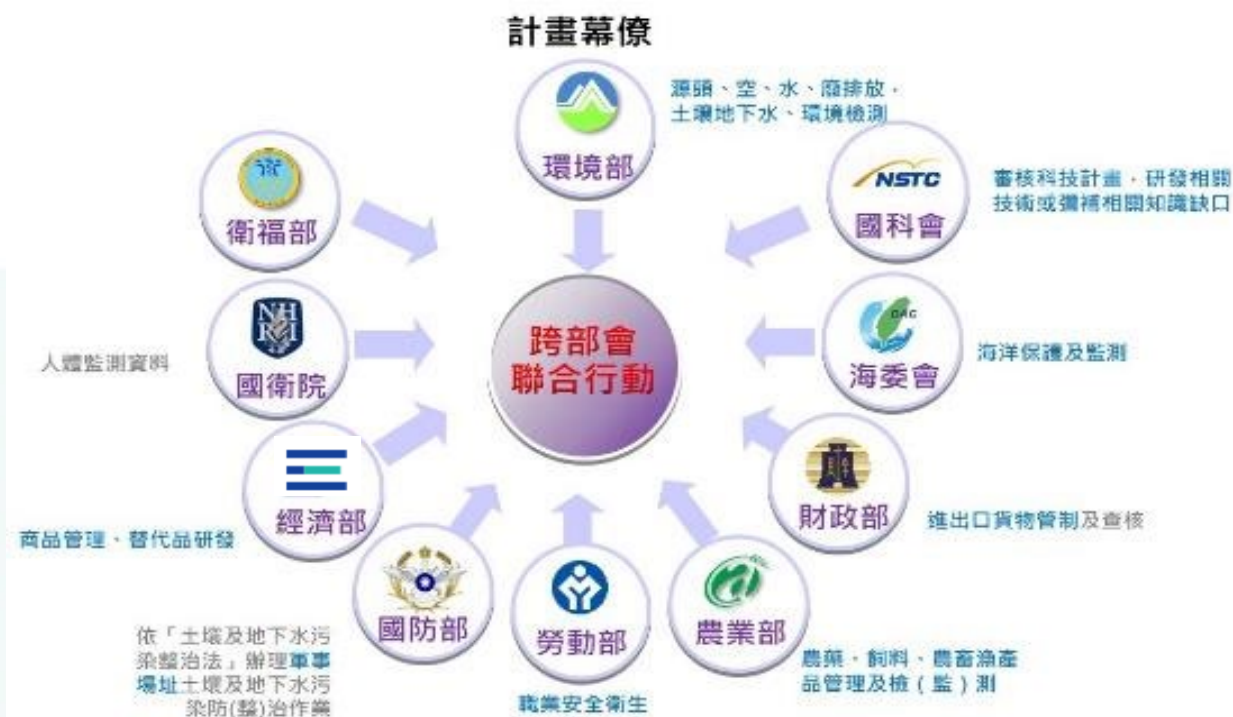 計畫幕僚
環境部
源頭、空、水、廢排放，
土壤地下水、環境檢測
NSTC
國科會
審核科技計畫，研發相關
技術或彌補相關知識缺口
OAC
海委會
海洋保護及監測
財政部
進出口貨物管制及查核
農業部
農藥、飼料、農畜漁產
品管理及檢（監）測
勞動部
職業安全衛生
國防部
依「土壤及地下水污
染整治法」辦理軍事
場址土壤及地下水污
染防(整)治作業
經濟部
商品管理、替代品研發
NHRI
國衛院
人體監測資料
衛福部
跨部會
聯合行動